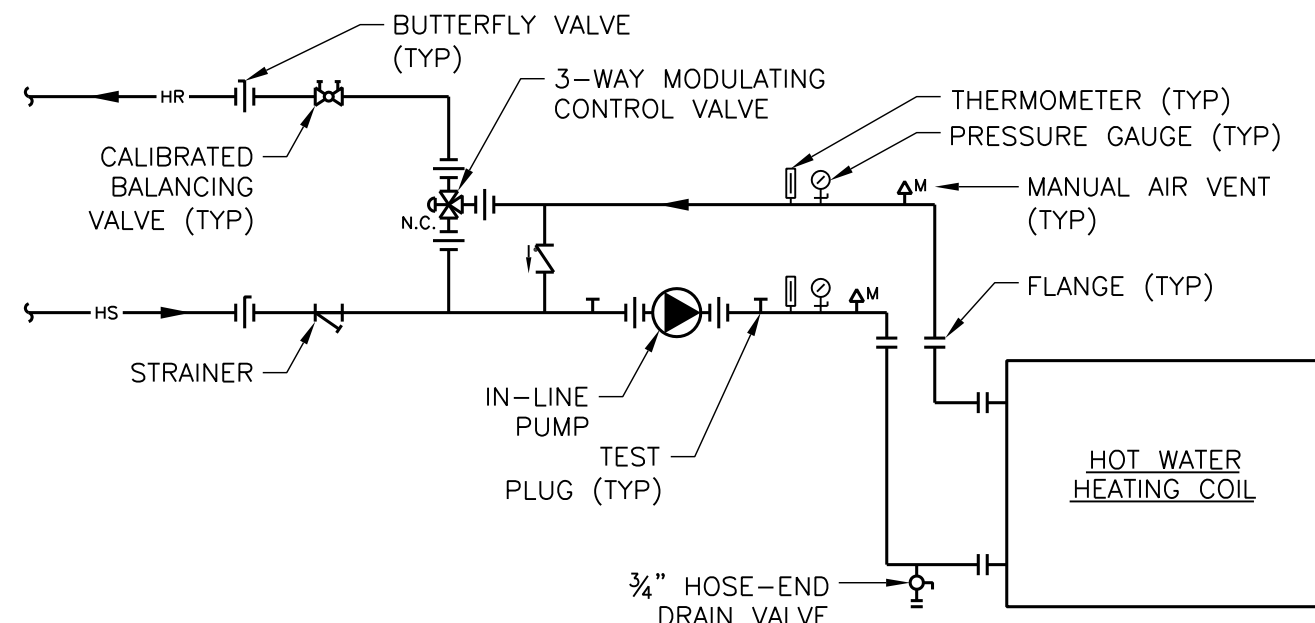 BUTTERFLY VALVE
(TYP)
3-WAY MODULATING
CONTROL VALVE
HR
THERMOMETER (TYP)
PRESSURE GAUGE (TYP)
CALIBRATED
BALANCING
VALVE (TYP)
M
MANUAL AIR VENT
(TYP)
N.C.
FLANGE (TYP)
M
HS
STRAINER
IN-LINE
PUMP
TEST
PLUG (TYP)
HOT WATER
HEATING COIL
¾" HOSE-END
DRAIN VALVE